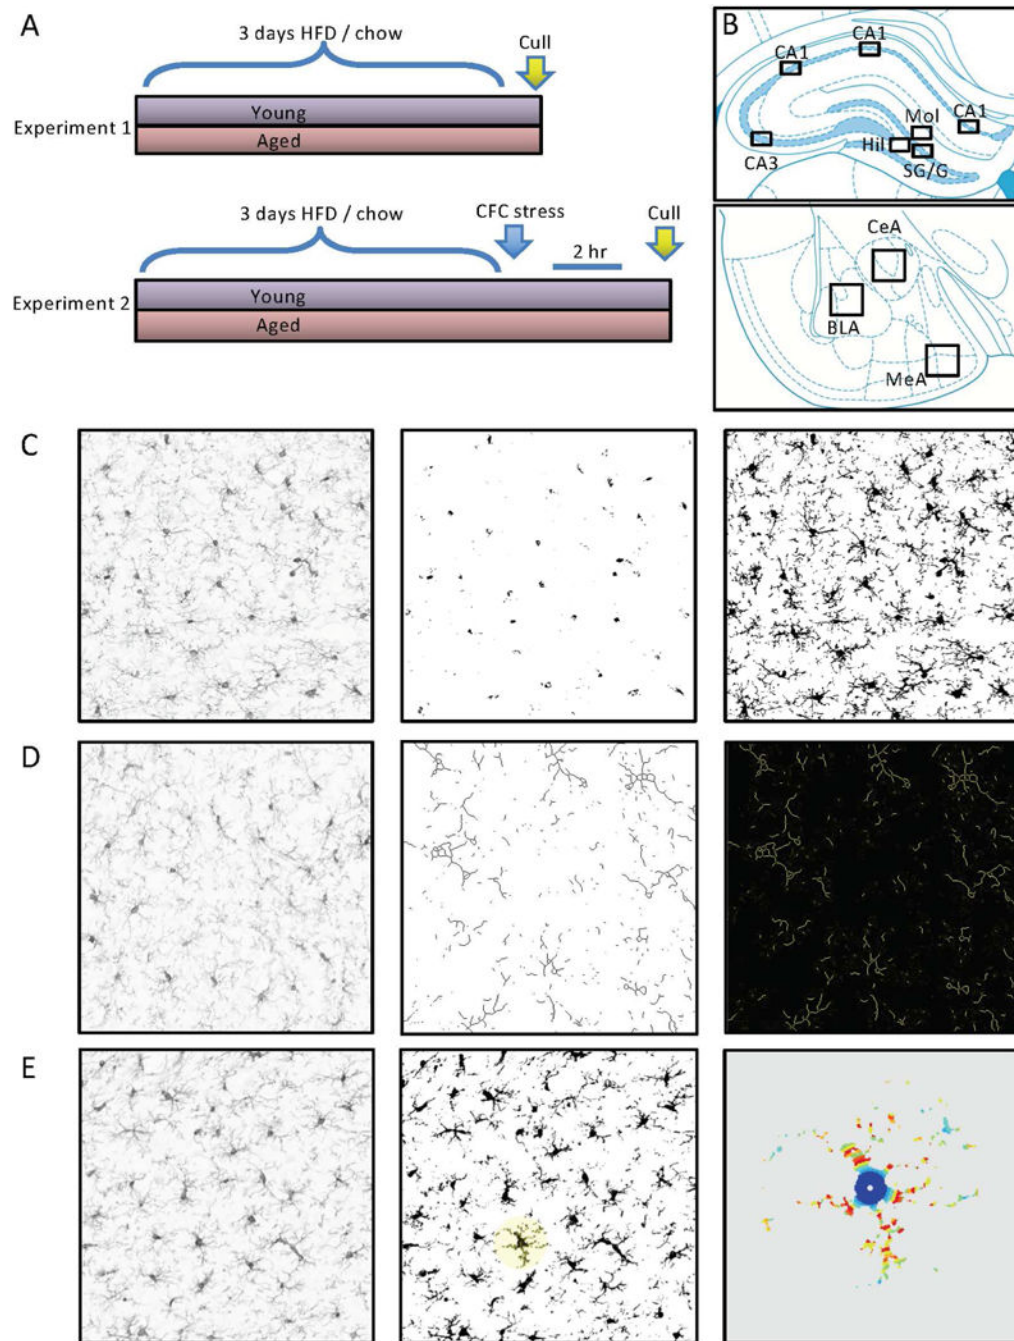 A
3 days HFD / chow
Cull
Experiment 1
Young
Aged
3 days HFD / chow
CFC stress
Cull
2 hr
Experiment 2
Young
Aged
B
CA1
CA1
Mol
CA1
Hil
CA3
SG/G
CeA
BLA
MeA
C
D
E